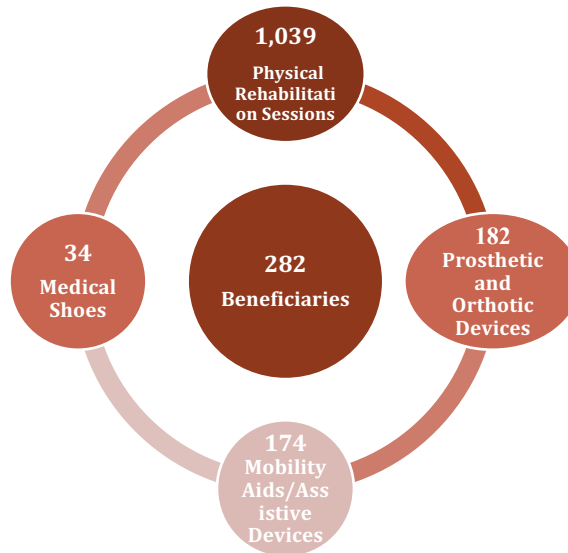 1,039
Physical
Rehabilitati
on Sessions
34
Medical
Shoes
282
Beneficiaries
182
Prosthetic
and
Orthotic
Devices
174
Mobility
Aids/Ass
istive
Devices